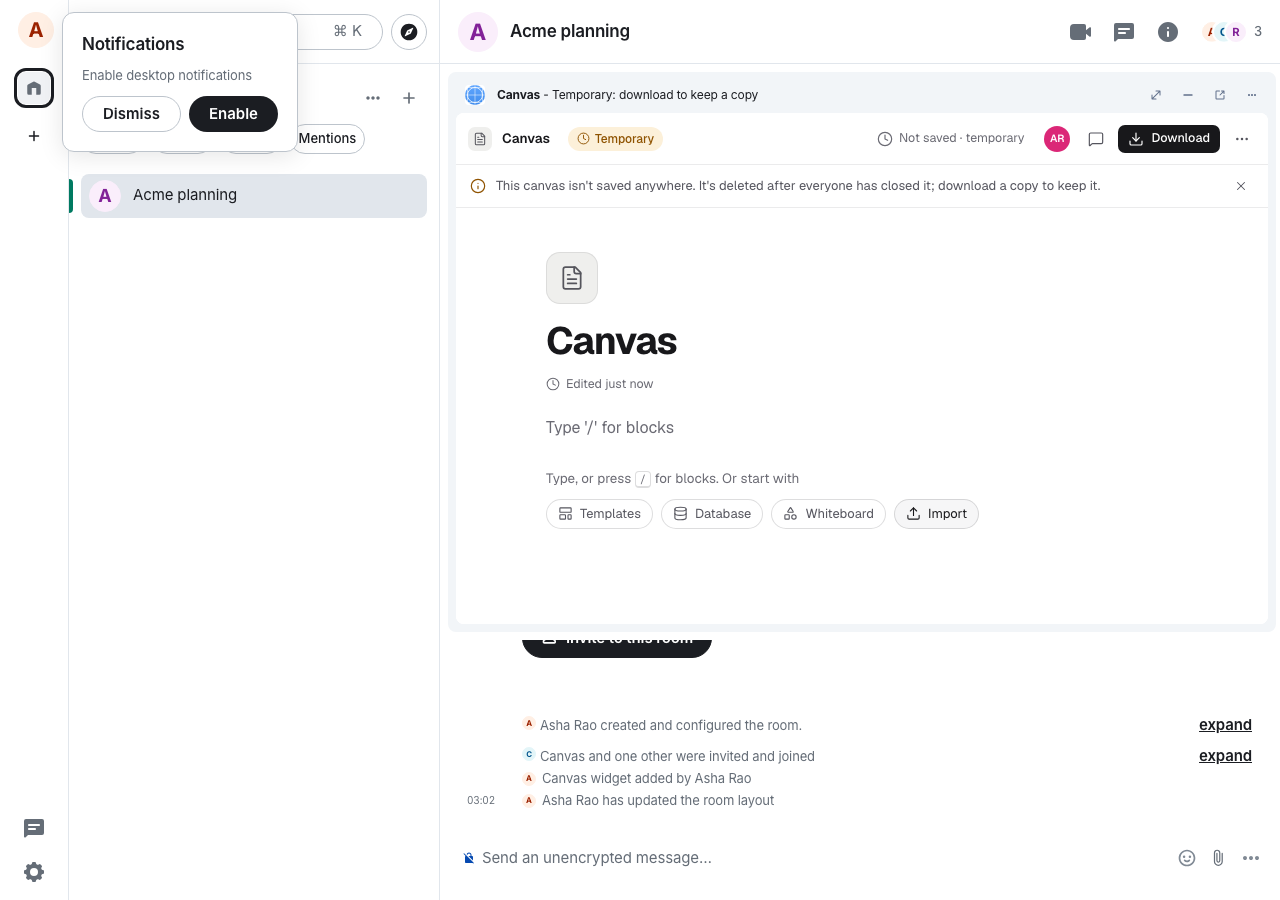 A
Notifications
Enable desktop notifications
Dismiss
Enable
⌘ K
Mentions
A
Acme planning
A
Acme planning
A
C
R
3
Canvas - Temporary: download to keep a copy
Canvas
Temporary
Not saved · temporary
AR
Download
This canvas isn't saved anywhere. It's deleted after everyone has closed it; download a copy to keep it.
Canvas
Edited just now
Type '/' for blocks
Type, or press / for blocks. Or start with
Templates
Database
Whiteboard
Import
Invite to this room
A Asha Rao created and configured the room.
expand
C Canvas and one other were invited and joined
expand
A Canvas widget added by Asha Rao
03:02 A Asha Rao has updated the room layout
Send an unencrypted message...